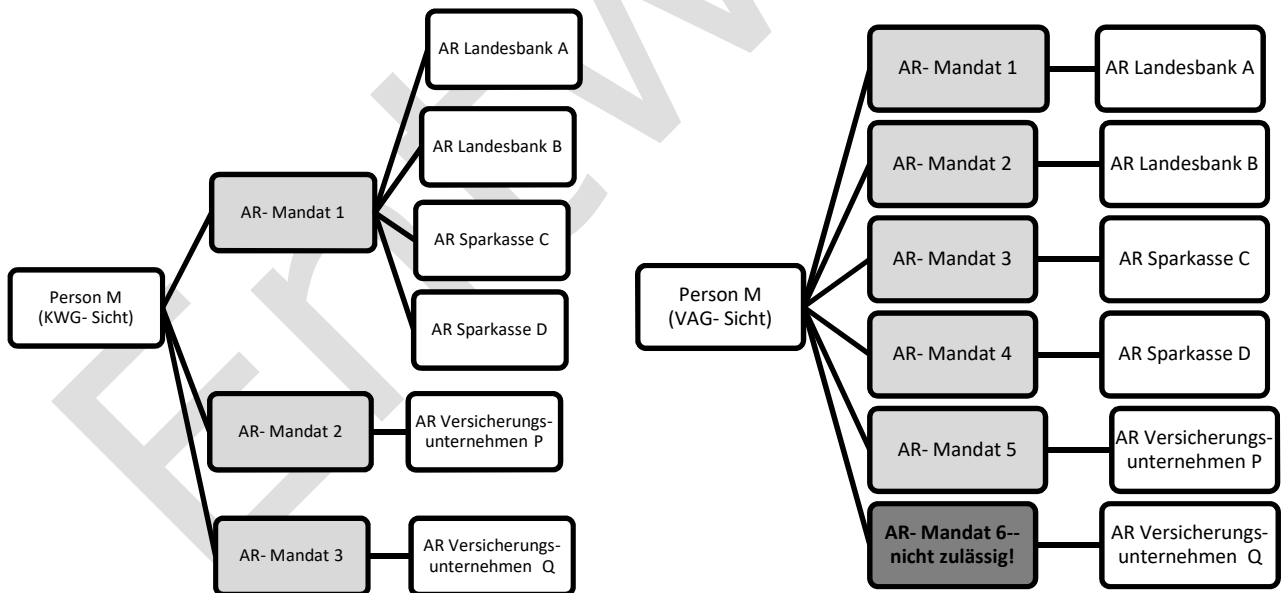 AR Landesbank A
AR Landesbank B
AR- Mandat 1
AR Sparkasse C
AR Sparkasse D
Person M
(KWG- Sicht)
AR- Mandat 2
AR Versicherungs-
unternehmen P
AR- Mandat 3
AR Versicherungs-
unternehmen Q
Person M
(VAG- Sicht)
AR- Mandat 1
AR Landesbank A
AR- Mandat 2
AR Landesbank B
AR- Mandat 3
AR Sparkasse C
AR- Mandat 4
AR Sparkasse D
AR- Mandat 5
AR Versicherungs-
unternehmen P
AR- Mandat 6--
nicht zulässig!
AR Versicherungs-
unternehmen Q